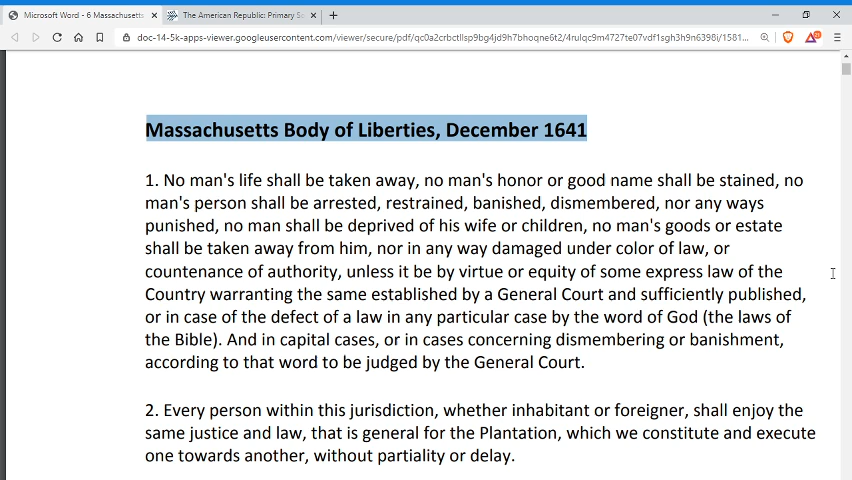 Microsoft Word - 6 Massachusetts
The American Republic: Primary So
doc-14-5k-apps-viewer.googleusercontent.com/viewer/secure/pdf/qc0a2crbctllsp9bg4jd9h7bhoqne6t2/4rulqc9m4727te07vdf1sgh3h9n6398i/1581...
Massachusetts Body of Liberties, December 1641
1. No man's life shall be taken away, no man's honor or good name shall be stained, no
man's person shall be arrested, restrained, banished, dismembered, nor any ways
punished, no man shall be deprived of his wife or children, no man's goods or estate
shall be taken away from him, nor in any way damaged under color of law, or
countenance of authority, unless it be by virtue or equity of some express law of the
Country warranting the same established by a General Court and sufficiently published,
or in case of the defect of a law in any particular case by the word of God (the laws of
the Bible). And in capital cases, or in cases concerning dismembering or banishment,
according to that word to be judged by the General Court.
2. Every person within this jurisdiction, whether inhabitant or foreigner, shall enjoy the
same justice and law, that is general for the Plantation, which we constitute and execute
one towards another, without partiality or delay.